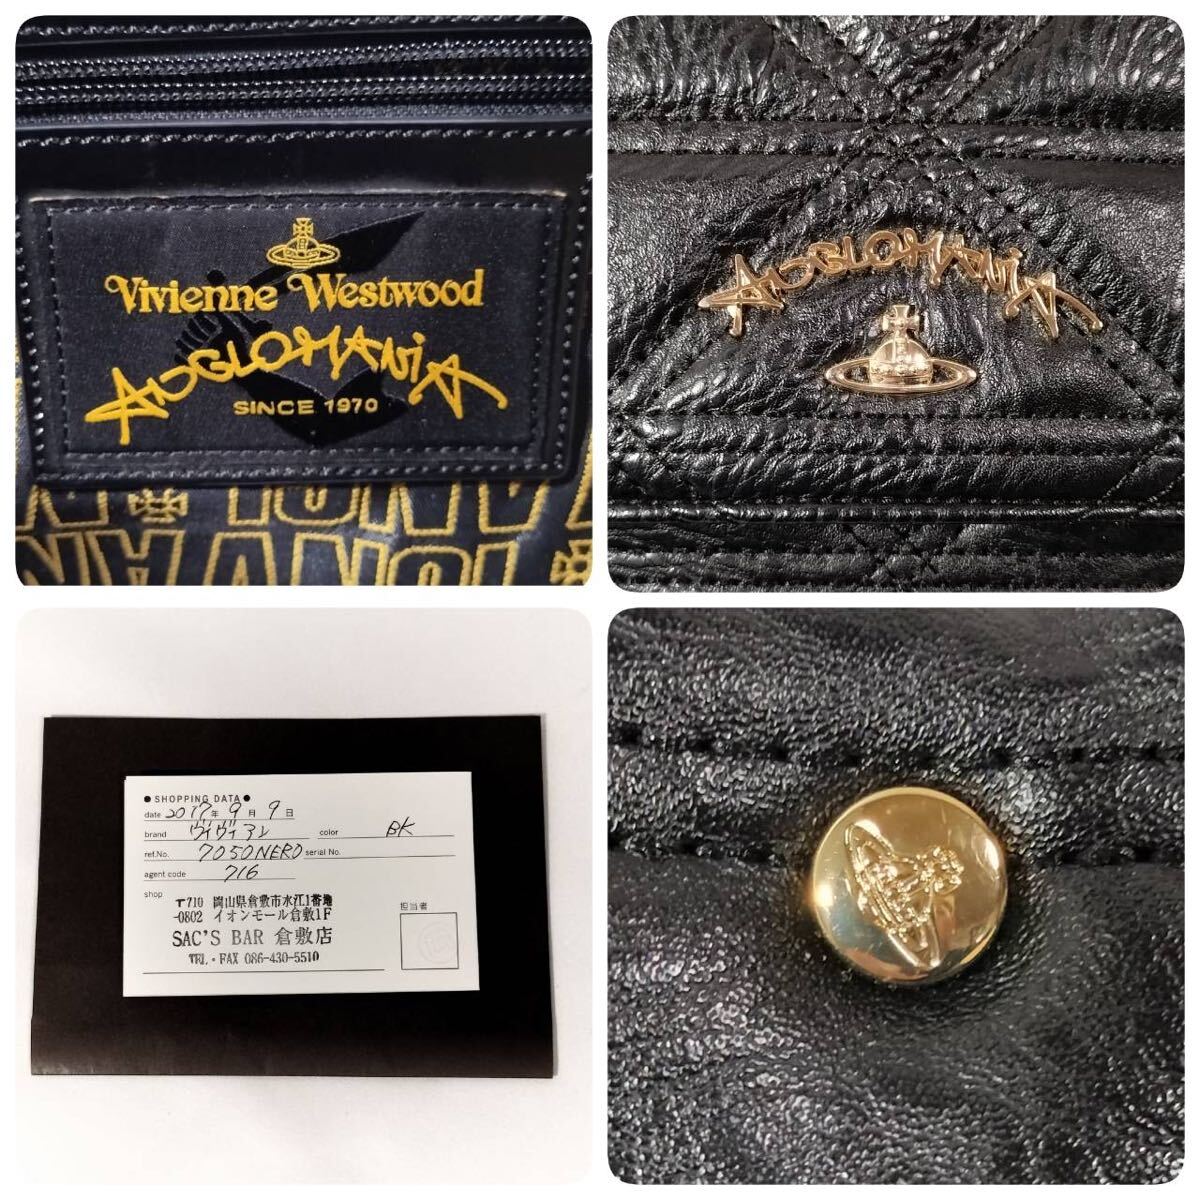 Vivienne Westwood
ANGLOMANIA
SINCE 1970
ANGLOMANIA
●SHOPPING DATA●
date 2017年9月9日
brand ヴィヴィアン color BK
ref.No. 7050NERO serial No.
agent code 716
shop
〒710 岡山県倉敷市水江1番地
-0802 イオンモール倉敷1F
SAC'S BAR 倉敷店
TEL・FAX 086-430-5510
担当者